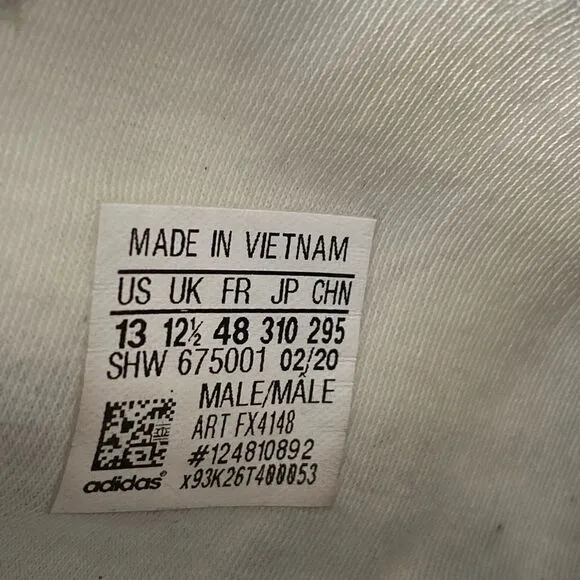 MADE IN VIETNAM
US UK FR JP CHN
13 12½ 48 310 295
SHW 675001 02/20
MALE/MÂLE
ART FX4148
#124810892
adidas® x93K26T400053